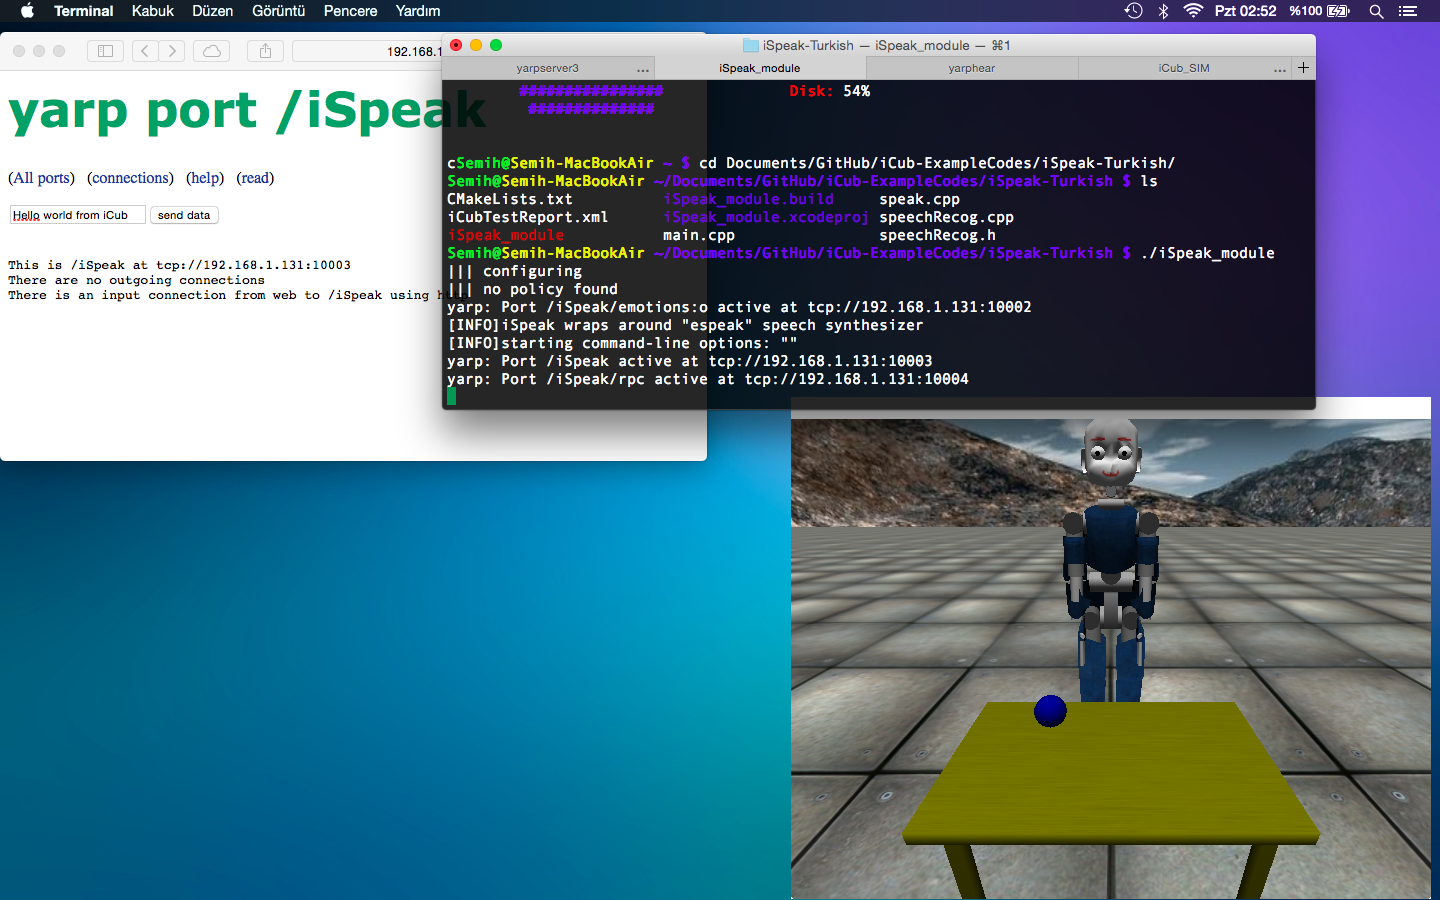 Terminal Kabuk Düzen Görüntü Pencere Yardım Pzt 02:52 %100
192.168.1
yarp port /iSpeak
(All ports) (connections) (help) (read)
Hello world from iCub send data
This is /iSpeak at tcp://192.168.1.131:10003
There are no outgoing connections
There is an input connection from web to /iSpeak using
iSpeak-Turkish — iSpeak_module — ⌘1
yarpserver3 ... iSpeak_module yarphear iCub_SIM ... +
################ Disk: 54%
##############
cSemih@Semih-MacBookAir ~ $ cd Documents/GitHub/iCub-ExampleCodes/iSpeak-Turkish/
Semih@Semih-MacBookAir ~/Documents/GitHub/iCub-ExampleCodes/iSpeak-Turkish $ ls
CMakeLists.txt iSpeak_module.build speak.cpp
iCubTestReport.xml iSpeak_module.xcodeproj speechRecog.cpp
iSpeak_module main.cpp speechRecog.h
Semih@Semih-MacBookAir ~/Documents/GitHub/iCub-ExampleCodes/iSpeak-Turkish $ ./iSpeak_module
||| configuring
||| no policy found
yarp: Port /iSpeak/emotions:o active at tcp://192.168.1.131:10002
[INFO]iSpeak wraps around "espeak" speech synthesizer
[INFO]starting command-line options: ""
yarp: Port /iSpeak active at tcp://192.168.1.131:10003
yarp: Port /iSpeak/rpc active at tcp://192.168.1.131:10004